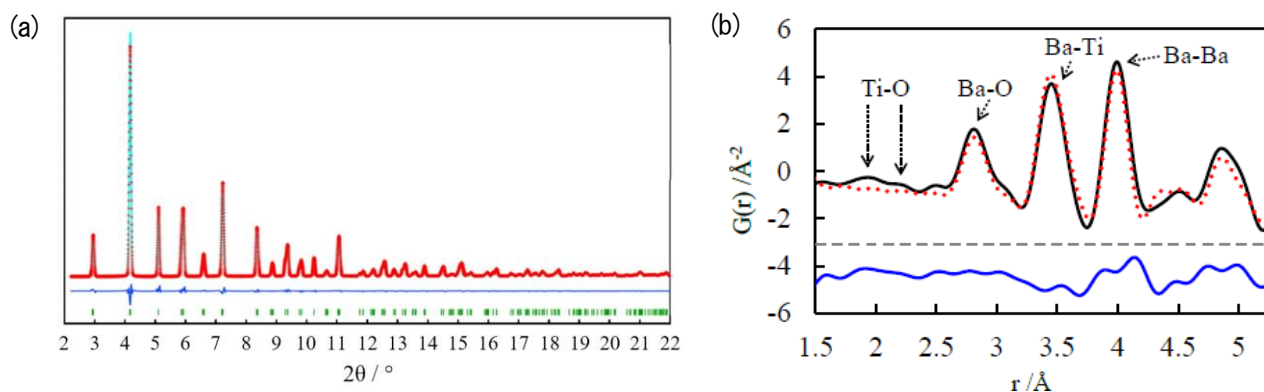 (a)
2 3 4 5 6 7 8 9 10 11 12 13 14 15 16 17 18 19 20 21 22
2θ / °
(b)
6
4
2
0
-2
-4
-6
G(r) /Å⁻²
Ti-O
Ba-O
Ba-Ti
Ba-Ba
1.5 2 2.5 3 3.5 4 4.5 5
r /Å